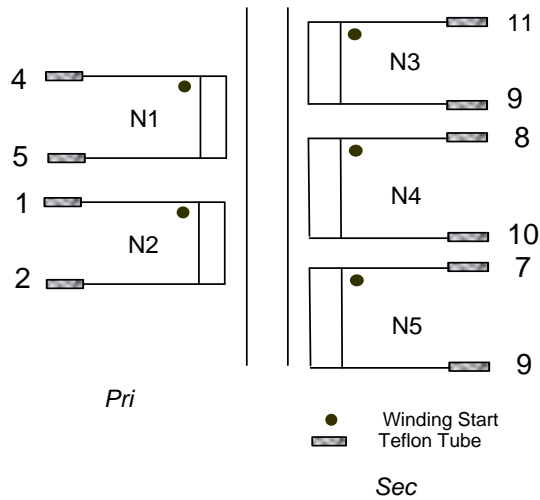 11
N3
4
9
N1
8
5
N4
1
10
N2
7
2
N5
9
Pri
Winding Start
Teflon Tube
Sec